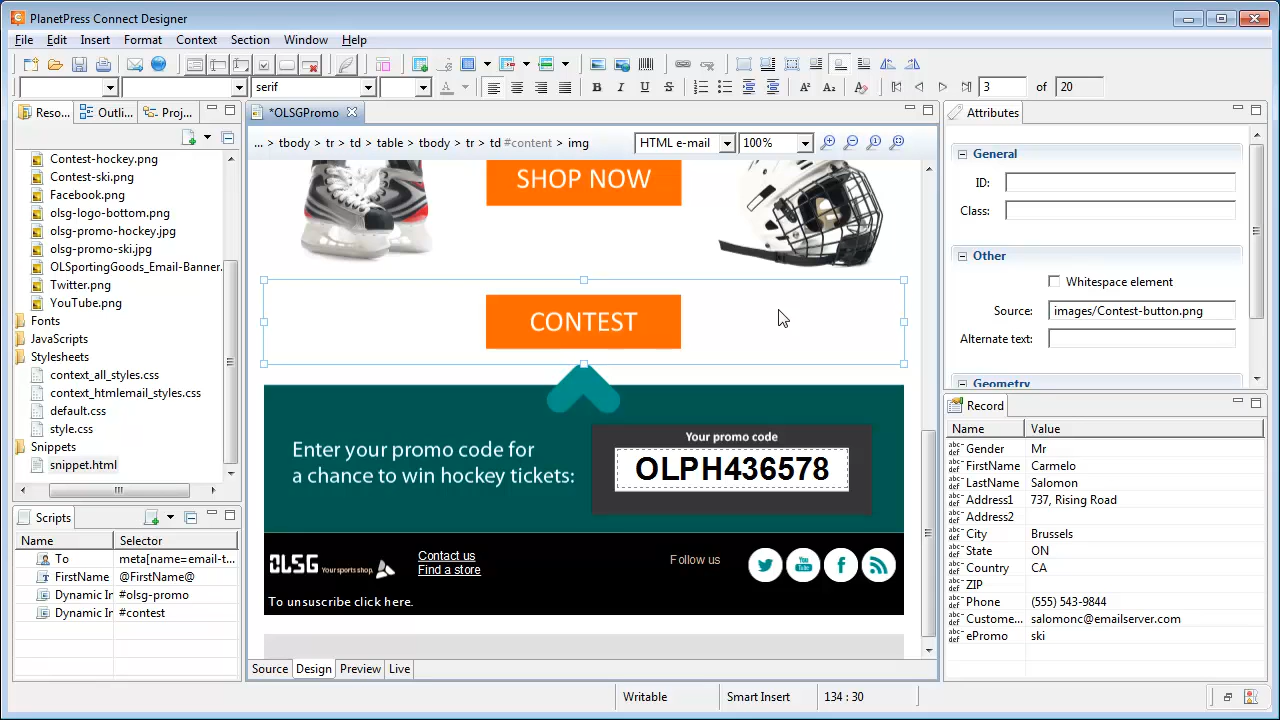 PlanetPress Connect Designer
File Edit Insert Format Context Section Window Help
serif
3 of 20
Reso... Outli... Proj...
Contest-hockey.png
Contest-ski.png
Facebook.png
olsg-logo-bottom.png
olsg-promo-hockey.jpg
olsg-promo-ski.jpg
OLSportingGoods_Email-Banner.
Twitter.png
YouTube.png
Fonts
JavaScripts
Stylesheets
context_all_styles.css
context_htmlemail_styles.css
default.css
style.css
Snippets
snippet.html
Scripts
Name Selector
To meta[name=email-t...
FirstName @FirstName@
Dynamic Ir #olsg-promo
Dynamic Ir #contest
*OLSGPromo
... > tbody > tr > td > table > tbody > tr > td #content > img
HTML e-mail 100%
SHOP NOW
CONTEST
Enter your promo code for
a chance to win hockey tickets:
Your promo code
OLPH436578
OLSG Your sports shop.
Contact us
Find a store
Follow us
You Tube
To unsuscribe click here.
Source Design Preview Live
Attributes
General
ID:
Class:
Other
Whitespace element
Source: images/Contest-button.png
Alternate text:
Geometry
Record
Name Value
Gender Mr
FirstName Carmelo
LastName Salomon
Address1 737, Rising Road
Address2
City Brussels
State ON
Country CA
ZIP
Phone (555) 543-9844
Custome... salomonc@emailserver.com
ePromo ski
Writable Smart Insert 134 : 30